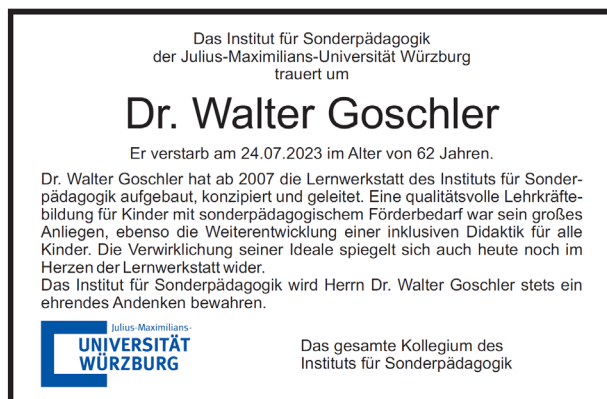 Das Institut für Sonderpädagogik
der Julius-Maximilians-Universität Würzburg
trauert um
Dr. Walter Goschler
Er verstarb am 24.07.2023 im Alter von 62 Jahren.
Dr. Walter Goschler hat ab 2007 die Lernwerkstatt des Instituts für Sonder-
pädagogik aufgebaut, konzipiert und geleitet. Eine qualitätsvolle Lehrkräfte-
bildung für Kinder mit sonderpädagogischem Förderbedarf war sein großes
Anliegen, ebenso die Weiterentwicklung einer inklusiven Didaktik für alle
Kinder. Die Verwirklichung seiner Ideale spiegelt sich auch heute noch im
Herzen der Lernwerkstatt wider.
Das Institut für Sonderpädagogik wird Herrn Dr. Walter Goschler stets ein
ehrendes Andenken bewahren.
Julius-Maximilians-
UNIVERSITÄT
WÜRZBURG
Das gesamte Kollegium des
Instituts für Sonderpädagogik